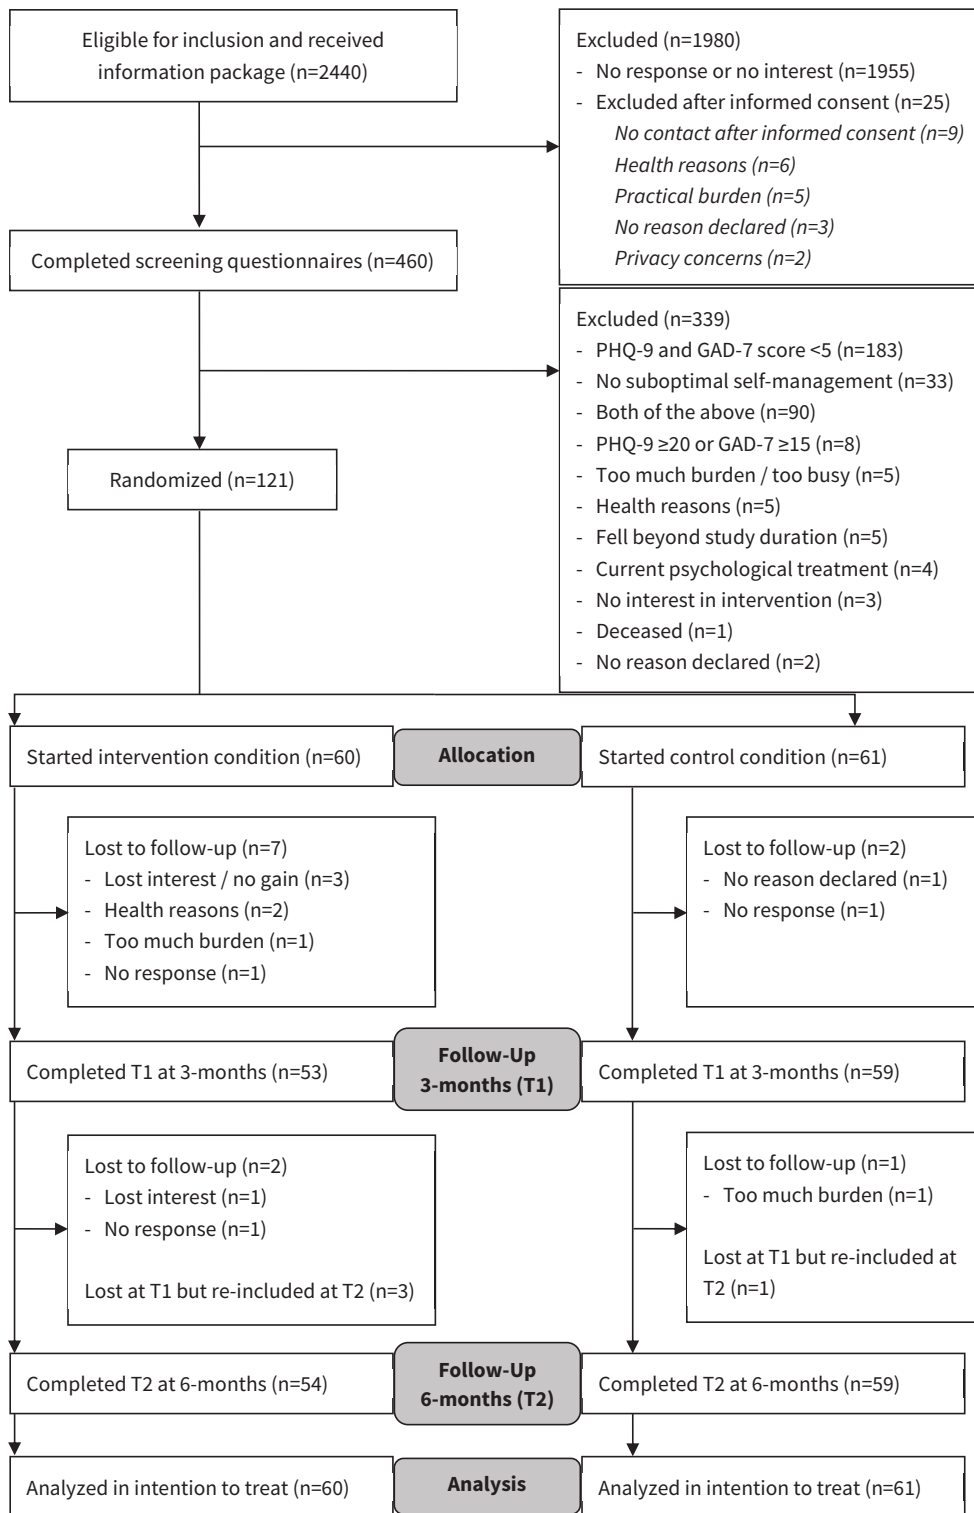 Eligible for inclusion and received
information package (n=2440)
Excluded (n=1980)
- No response or no interest (n=1955)
- Excluded after informed consent (n=25)
No contact after informed consent (n=9)
Health reasons (n=6)
Practical burden (n=5)
No reason declared (n=3)
Privacy concerns (n=2)
Completed screening questionnaires (n=460)
Excluded (n=339)
- PHQ-9 and GAD-7 score <5 (n=183)
- No suboptimal self-management (n=33)
- Both of the above (n=90)
- PHQ-9 ≥20 or GAD-7 ≥15 (n=8)
- Too much burden / too busy (n=5)
- Health reasons (n=5)
- Fell beyond study duration (n=5)
- Current psychological treatment (n=4)
- No interest in intervention (n=3)
- Deceased (n=1)
- No reason declared (n=2)
Randomized (n=121)
Started intervention condition (n=60)
Allocation
Started control condition (n=61)
Lost to follow-up (n=7)
- Lost interest / no gain (n=3)
- Health reasons (n=2)
- Too much burden (n=1)
- No response (n=1)
Lost to follow-up (n=2)
- No reason declared (n=1)
- No response (n=1)
Completed T1 at 3-months (n=53)
Follow-Up
3-months (T1)
Completed T1 at 3-months (n=59)
Lost to follow-up (n=2)
- Lost interest (n=1)
- No response (n=1)
Lost at T1 but re-included at T2 (n=3)
Lost to follow-up (n=1)
- Too much burden (n=1)
Lost at T1 but re-included at
T2 (n=1)
Completed T2 at 6-months (n=54)
Follow-Up
6-months (T2)
Completed T2 at 6-months (n=59)
Analyzed in intention to treat (n=60)
Analysis
Analyzed in intention to treat (n=61)